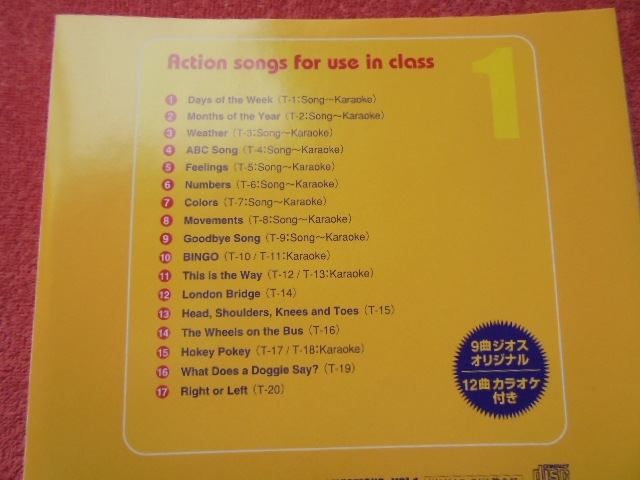 Action songs for use in class
1
1 Days of the Week (T-1:Song～Karaoke)
2 Months of the Year (T-2:Song～Karaoke)
3 Weather (T-3:Song～Karaoke)
4 ABC Song (T-4:Song～Karaoke)
5 Feelings (T-5:Song～Karaoke)
6 Numbers (T-6:Song～Karaoke)
7 Colors (T-7:Song～Karaoke)
8 Movements (T-8:Song～Karaoke)
9 Goodbye Song (T-9:Song～Karaoke)
10 BINGO (T-10 / T-11:Karaoke)
11 This is the Way (T-12 / T-13:Karaoke)
12 London Bridge (T-14)
13 Head, Shoulders, Knees and Toes (T-15)
14 The Wheels on the Bus (T-16)
15 Hokey Pokey (T-17 / T-18:Karaoke)
16 What Does a Doggie Say? (T-19)
17 Right or Left (T-20)
9曲ジオス
オリジナル
12曲カラオケ
付き
COMPACT
disc